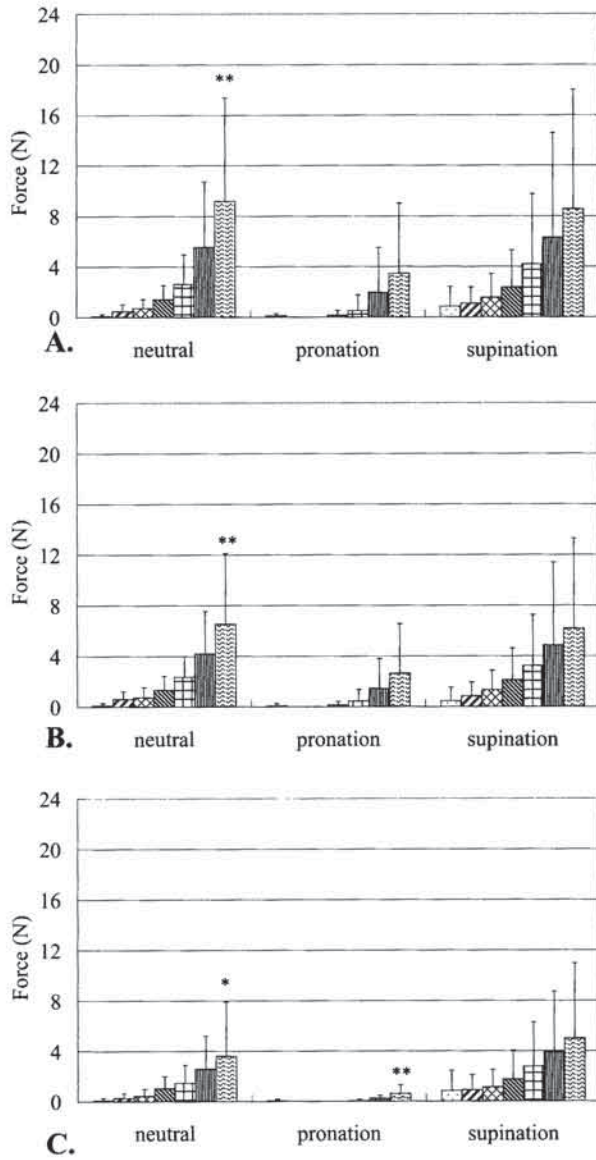 24
20
**
16
Force (N)
12
8
4
0
A.
neutral pronation supination
24
20
16
Force (N)
**
12
8
4
0
B.
neutral pronation supination
24
20
16
Force (N)
12
*
8
**
4
0
C.
neutral pronation supination